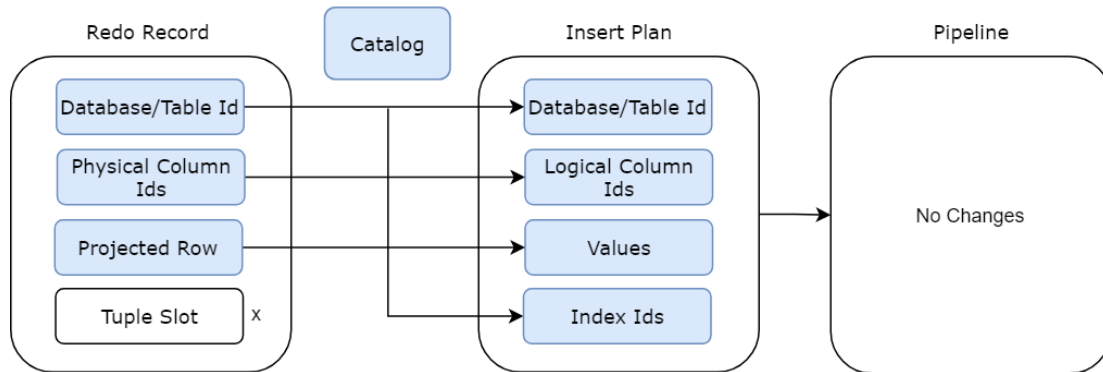 Redo Record
Catalog
Insert Plan
Pipeline
Database/Table Id
Database/Table Id
Physical Column
Ids
Logical Column
Ids
Projected Row
Values
No Changes
Tuple Slot
x
Index Ids